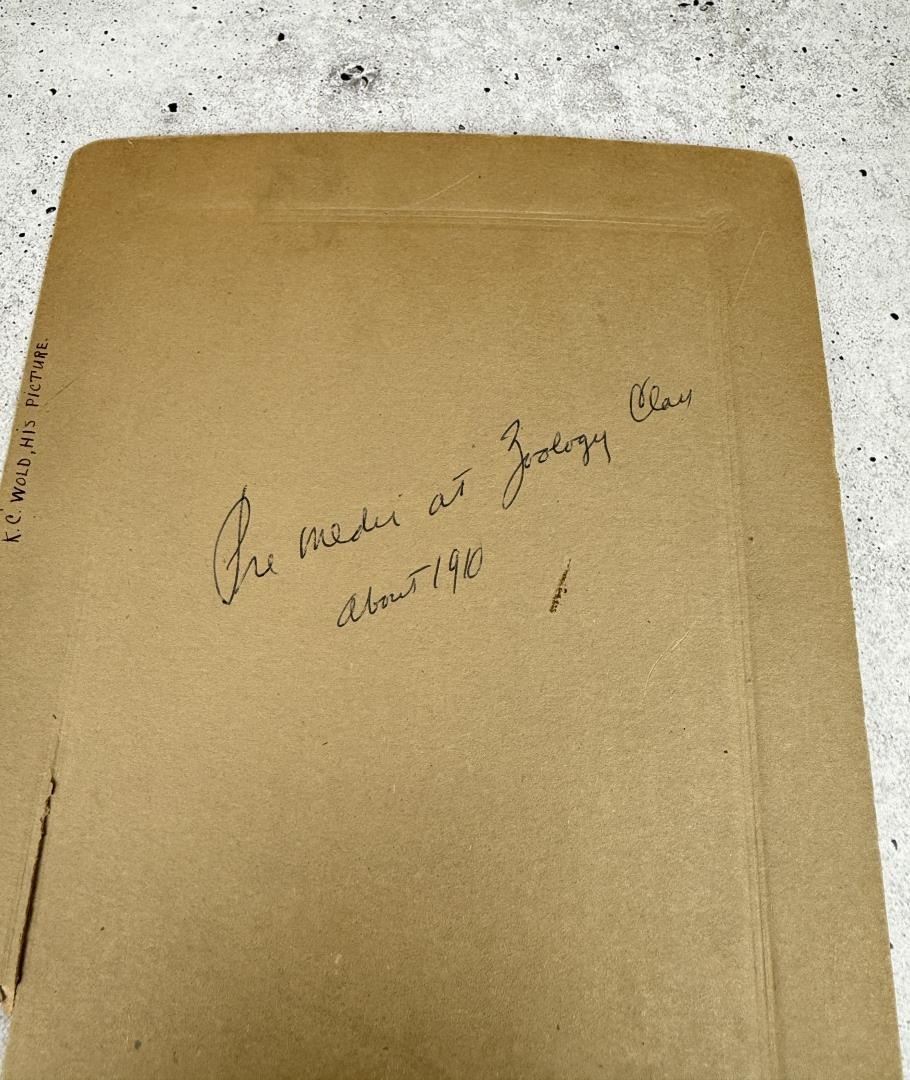 K.C. WOLD, HIS PICTURE.
Pre medic at Zoology Class
about 1910